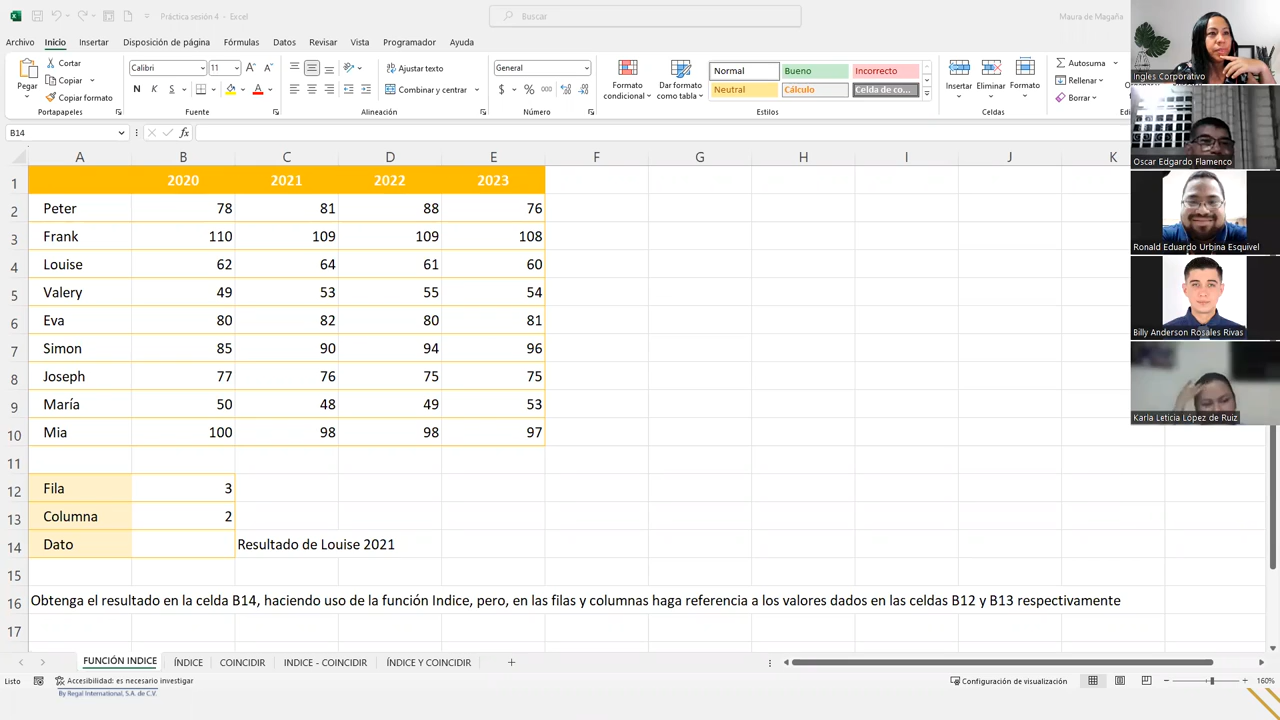 Práctica sesión 4 - Excel
Buscar
Maura de Magaña
Archivo Inicio Insertar Disposición de página Fórmulas Datos Revisar Vista Programador Ayuda
Pegar
Cortar
Copiar
Copiar formato
Portapapeles
Calibri 11
N K S
Fuente
Ajustar texto
Combinar y centrar
Alineación
General
$ % 000
Número
Formato condicional
Dar formato como tabla
Normal Bueno Incorrecto
Neutral Cálculo Celda de co...
Estilos
Insertar Eliminar Formato
Celdas
Autosuma
Rellenar
Borrar
B14
fx
A B C D E F G H I J K
1 2020 2021 2022 2023
2 Peter 78 81 88 76
3 Frank 110 109 109 108
4 Louise 62 64 61 60
5 Valery 49 53 55 54
6 Eva 80 82 80 81
7 Simon 85 90 94 96
8 Joseph 77 76 75 75
9 María 50 48 49 53
10 Mia 100 98 98 97
11
12 Fila 3
13 Columna 2
14 Dato Resultado de Louise 2021
15
16 Obtenga el resultado en la celda B14, haciendo uso de la función Indice, pero, en las filas y columnas haga referencia a los valores dados en las celdas B12 y B13 respectivamente
17
FUNCIÓN INDICE ÍNDICE COINCIDIR INDICE - COINCIDIR ÍNDICE Y COINCIDIR
Listo
Accesibilidad: es necesario investigar
Configuración de visualización
160%
By Regal International, S.A. de C.V.
Ingles Corporativo
Oscar Edgardo Flamenco
Ronald Eduardo Urbina Esquivel
Billy Anderson Rosales Rivas
Karla Leticia López de Ruiz